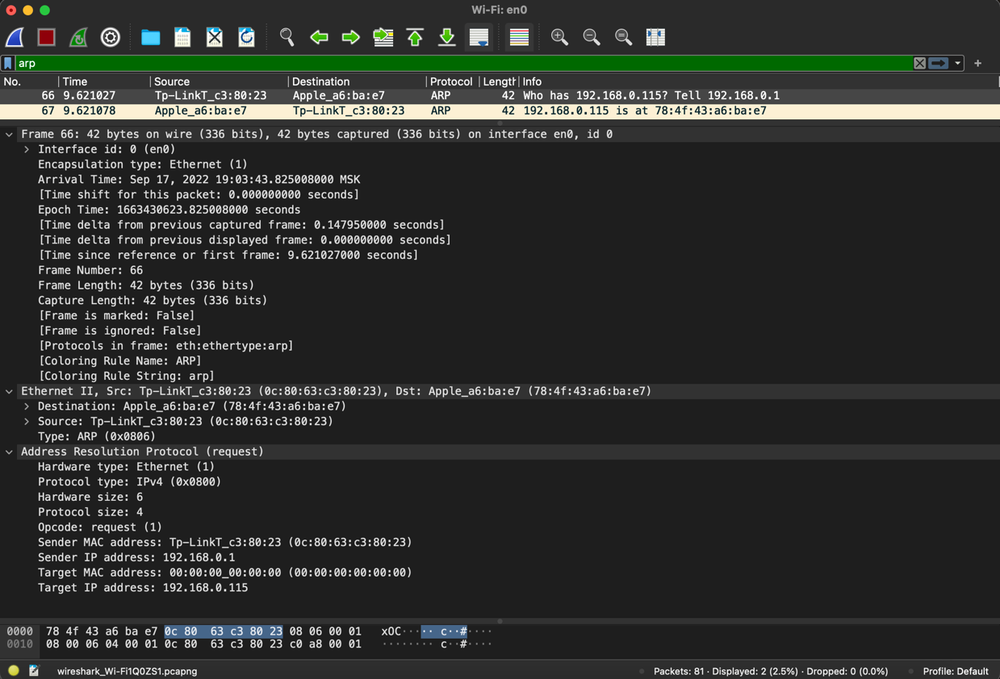 Wi-Fi: en0
arp
No. Time Source Destination Protocol Length Info
66 9.621027 Tp-LinkT_c3:80:23 Apple_a6:ba:e7 ARP 42 Who has 192.168.0.115? Tell 192.168.0.1
67 9.621078 Apple_a6:ba:e7 Tp-LinkT_c3:80:23 ARP 42 192.168.0.115 is at 78:4f:43:a6:ba:e7
Frame 66: 42 bytes on wire (336 bits), 42 bytes captured (336 bits) on interface en0, id 0
Interface id: 0 (en0)
Encapsulation type: Ethernet (1)
Arrival Time: Sep 17, 2022 19:03:43.825008000 MSK
[Time shift for this packet: 0.000000000 seconds]
Epoch Time: 1663430623.825008000 seconds
[Time delta from previous captured frame: 0.147950000 seconds]
[Time delta from previous displayed frame: 0.000000000 seconds]
[Time since reference or first frame: 9.621027000 seconds]
Frame Number: 66
Frame Length: 42 bytes (336 bits)
Capture Length: 42 bytes (336 bits)
[Frame is marked: False]
[Frame is ignored: False]
[Protocols in frame: eth:ethertype:arp]
[Coloring Rule Name: ARP]
[Coloring Rule String: arp]
Ethernet II, Src: Tp-LinkT_c3:80:23 (0c:80:63:c3:80:23), Dst: Apple_a6:ba:e7 (78:4f:43:a6:ba:e7)
Destination: Apple_a6:ba:e7 (78:4f:43:a6:ba:e7)
Source: Tp-LinkT_c3:80:23 (0c:80:63:c3:80:23)
Type: ARP (0x0806)
Address Resolution Protocol (request)
Hardware type: Ethernet (1)
Protocol type: IPv4 (0x0800)
Hardware size: 6
Protocol size: 4
Opcode: request (1)
Sender MAC address: Tp-LinkT_c3:80:23 (0c:80:63:c3:80:23)
Sender IP address: 192.168.0.1
Target MAC address: 00:00:00_00:00:00 (00:00:00:00:00:00)
Target IP address: 192.168.0.115
0000 78 4f 43 a6 ba e7 0c 80 63 c3 80 23 08 06 00 01 xOC····· c··#····
0010 08 00 06 04 00 01 0c 80 63 c3 80 23 c0 a8 00 01 ········ c··#····
wireshark_Wi-Fi1Q0ZS1.pcapng Packets: 81 · Displayed: 2 (2.5%) · Dropped: 0 (0.0%) Profile: Default